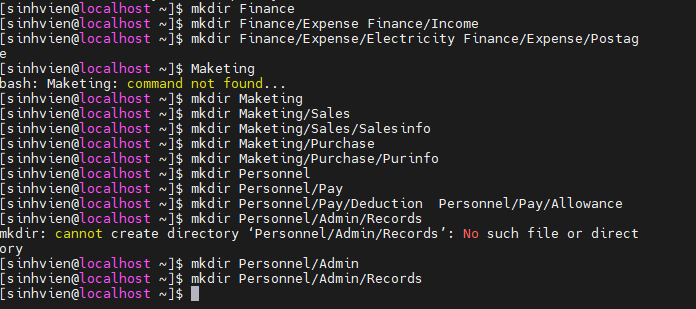 [sinhvien@localhost ~]$ mkdir Finance
[sinhvien@localhost ~]$ mkdir Finance/Expense Finance/Income
[sinhvien@localhost ~]$ mkdir Finance/Expense/Electricity Finance/Expense/Postag
e
[sinhvien@localhost ~]$ Maketing
bash: Maketing: command not found...
[sinhvien@localhost ~]$ mkdir Maketing
[sinhvien@localhost ~]$ mkdir Maketing/Sales
[sinhvien@localhost ~]$ mkdir Maketing/Sales/Salesinfo
[sinhvien@localhost ~]$ mkdir Maketing/Purchase
[sinhvien@localhost ~]$ mkdir Maketing/Purchase/Purinfo
[sinhvien@localhost ~]$ mkdir Personnel
[sinhvien@localhost ~]$ mkdir Personnel/Pay
[sinhvien@localhost ~]$ mkdir Personnel/Pay/Deduction  Personnel/Pay/Allowance
[sinhvien@localhost ~]$ mkdir Personnel/Admin/Records
mkdir: cannot create directory ‘Personnel/Admin/Records’: No such file or direct
ory
[sinhvien@localhost ~]$ mkdir Personnel/Admin
[sinhvien@localhost ~]$ mkdir Personnel/Admin/Records
[sinhvien@localhost ~]$